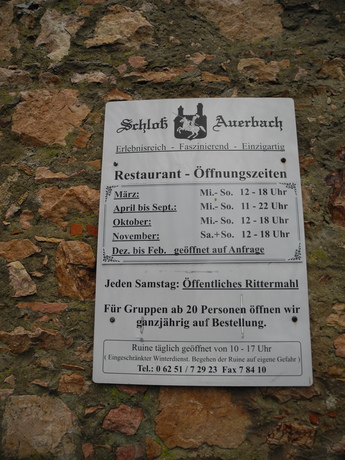 Schloß Auerbach
Erlebnisreich - Faszinierend - Einzigartig
Restaurant - Öffnungszeiten
März: Mi.- So. 12 - 18 Uhr
April bis Sept.: Mi.- So. 11 - 22 Uhr
Oktober: Mi.- So. 12 - 18 Uhr
November: Sa.+ So. 12 - 18 Uhr
Dez. bis Feb. geöffnet auf Anfrage
Jeden Samstag: Öffentliches Rittermahl
Für Gruppen ab 20 Personen öffnen wir
ganzjährig auf Bestellung.
Ruine täglich geöffnet von 10 - 17 Uhr
( Eingeschränkter Winterdienst. Begehen der Ruine auf eigene Gefahr )
Tel.: 0 62 51 / 7 29 23 Fax 7 84 10